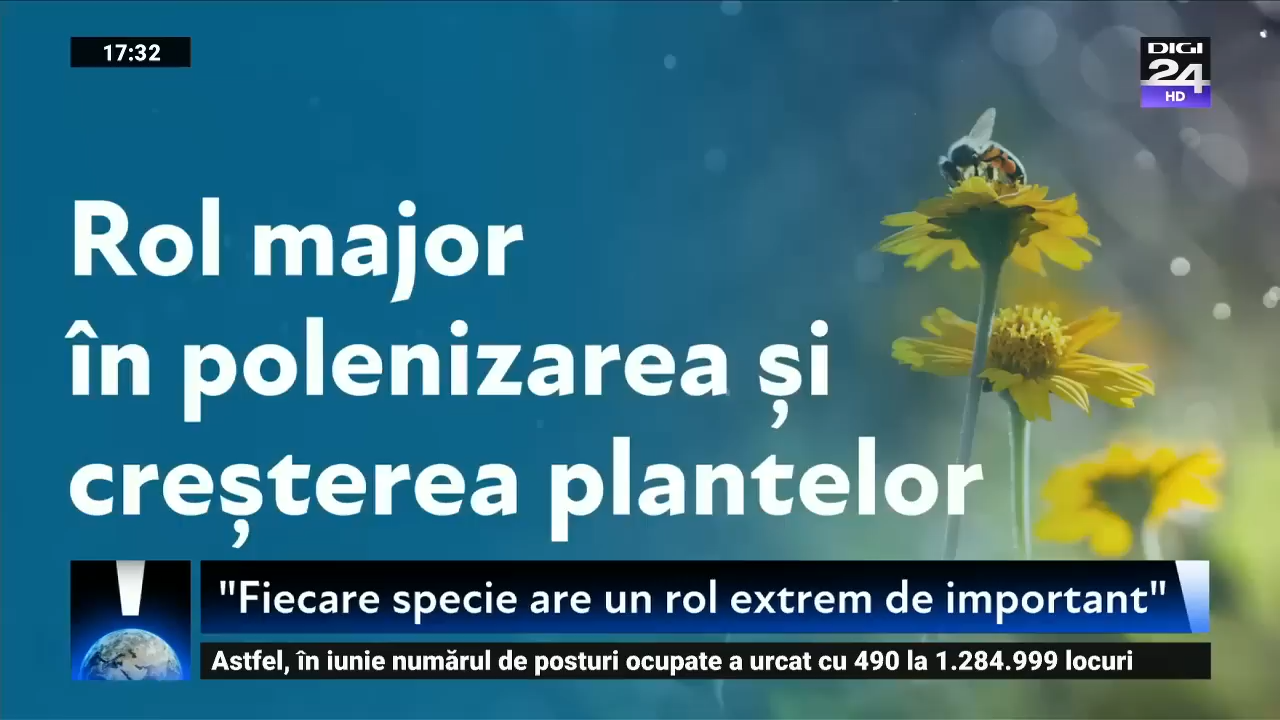 17:32
DIGI
24
HD
Rol major
în polenizarea și
creșterea plantelor
"Fiecare specie are un rol extrem de important"
Astfel, în iunie numărul de posturi ocupate a urcat cu 490 la 1.284.999 locuri